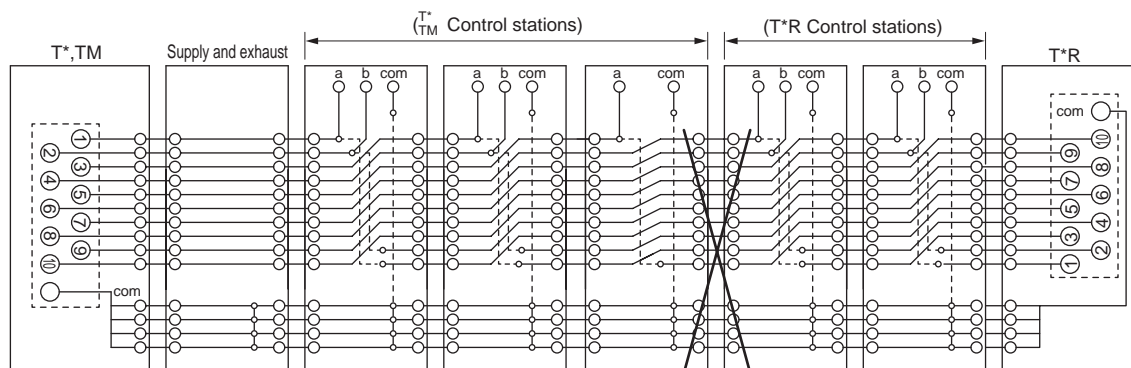 (T* TM Control stations)
(T*R Control stations)
T*,TM
Supply and exhaust
T*R
a b com
a b com
a com
a b com
a b com
com
1
2
3
4
5
6
7
8
9
10
com
10
9
8
7
6
5
4
3
2
1